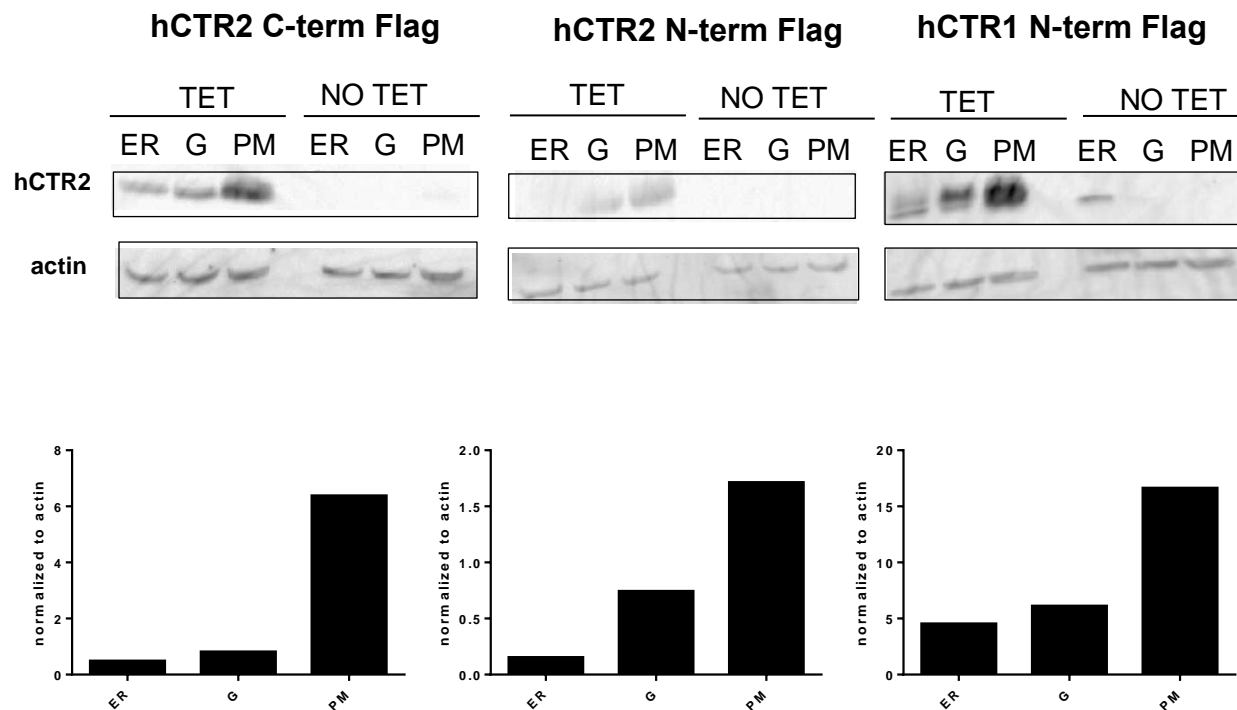 hCTR2 C-term Flag
hCTR2 N-term Flag
hCTR1 N-term Flag
TET NO TET
TET NO TET
TET NO TET
ER G PM ER G PM
ER G PM ER G PM
ER G PM ER G PM
hCTR2
actin
normalized to actin
8
6
4
2
0
ER G PM
normalized to actin
2.0
1.5
1.0
0.5
0.0
ER G PM
normalized to actin
20
15
10
5
0
ER G PM